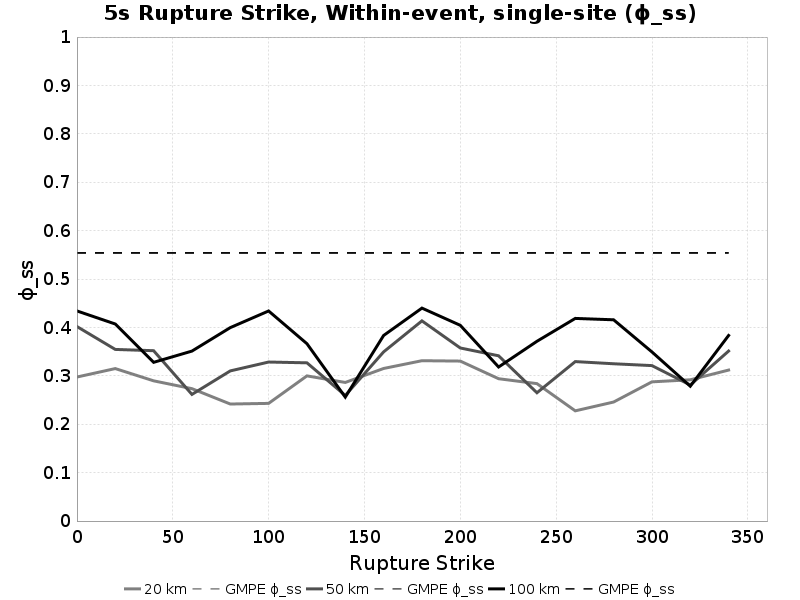 5s Rupture Strike, Within-event, single-site (ϕ_ss)
1
0.9
0.8
0.7
0.6
0.5
0.4
0.3
0.2
0.1
0
ϕ_ss
0 50 100 150 200 250 300 350
Rupture Strike
20 km GMPE ϕ_ss 50 km GMPE ϕ_ss 100 km GMPE ϕ_ss